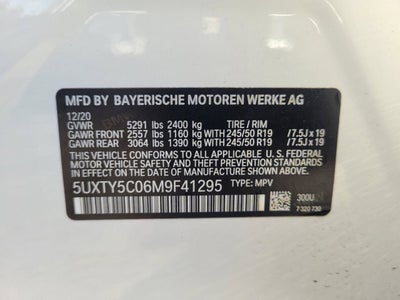 MFD BY BAYERISCHE MOTOREN WERKE AG
12/20
GVWR 5291 lbs 2400 kg TIRE / RIM
GAWR FRONT 2557 lbs 1160 kg 245/50 R19 /7.5J x 19
GAWR REAR 3064 lbs 1390 kg 245/50 R19 /7.5J x 19
THIS VEHICLE CONFORMS TO ALL APPLICABLE FEDERAL
MOTOR VEHICLE SAFETY AND THEFT PREVENTION STANDARDS
IN EFFECT ON THE DATE OF MANUFACTURE SHOWN ABOVE.
5UXTY5C06M9F41295 TYPE: MPV
300U
7 320 730